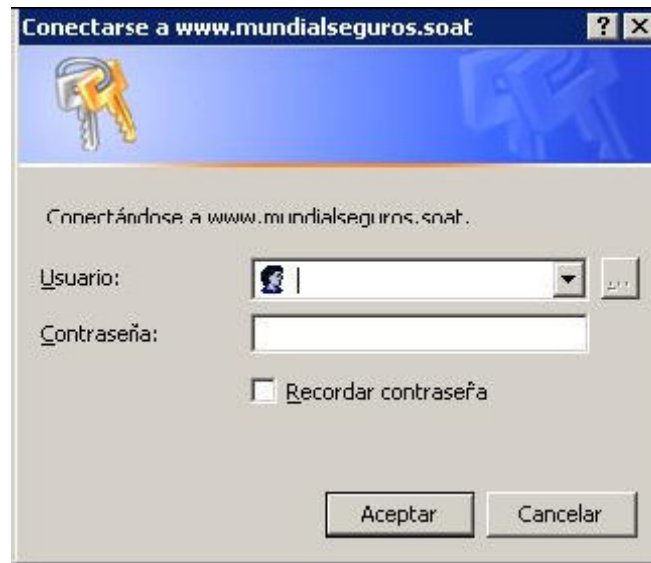 Conectarse a www.mundialseguros.soat
Conectándose a www.mundialseguros.soat.
Usuario:
...
Contraseña:
Recordar contraseña
Aceptar
Cancelar